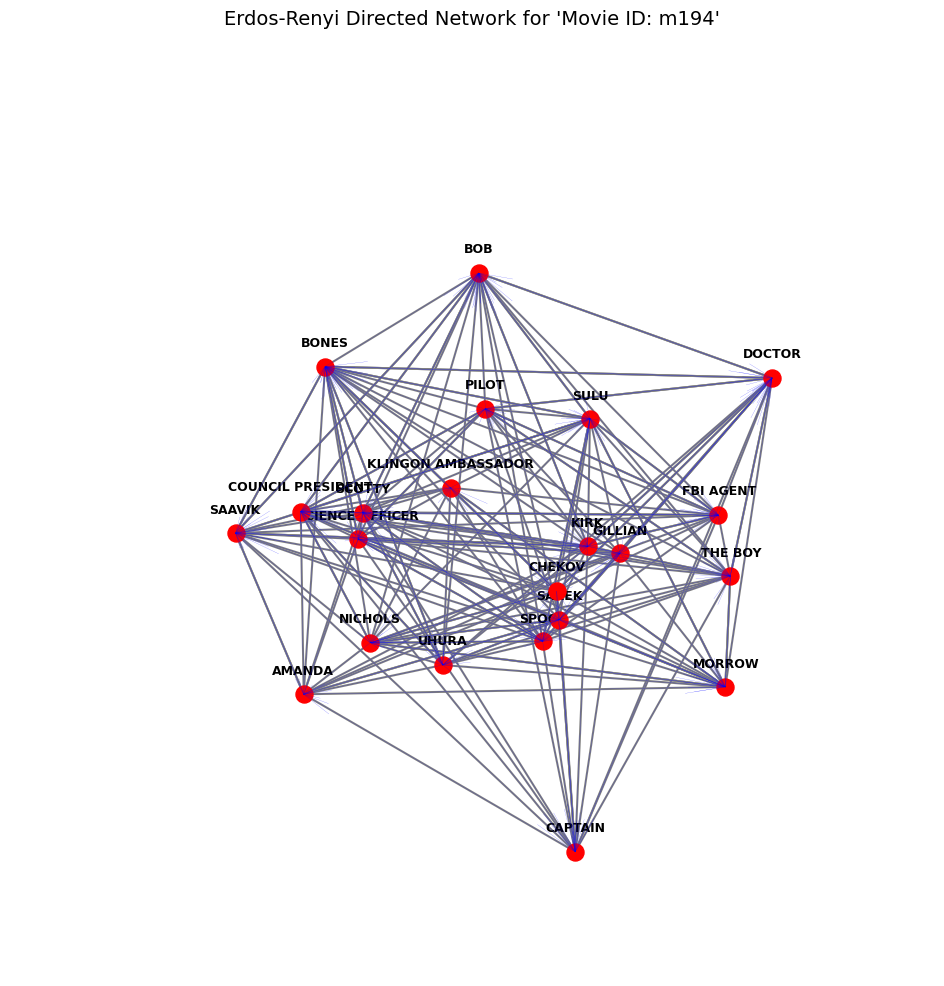 Erdos-Renyi Directed Network for 'Movie ID: m194'
BOB
BONES
DOCTOR
PILOT
SULU
KLINGON AMBASSADOR
COUNCIL PRESIDENT
SCOTTY
FBI AGENT
SAAVIK
SCIENCE OFFICER
KIRK
GILLIAN
THE BOY
CHEKOV
SAREK
NICHOLS
SPOCK
UHURA
MORROW
AMANDA
CAPTAIN